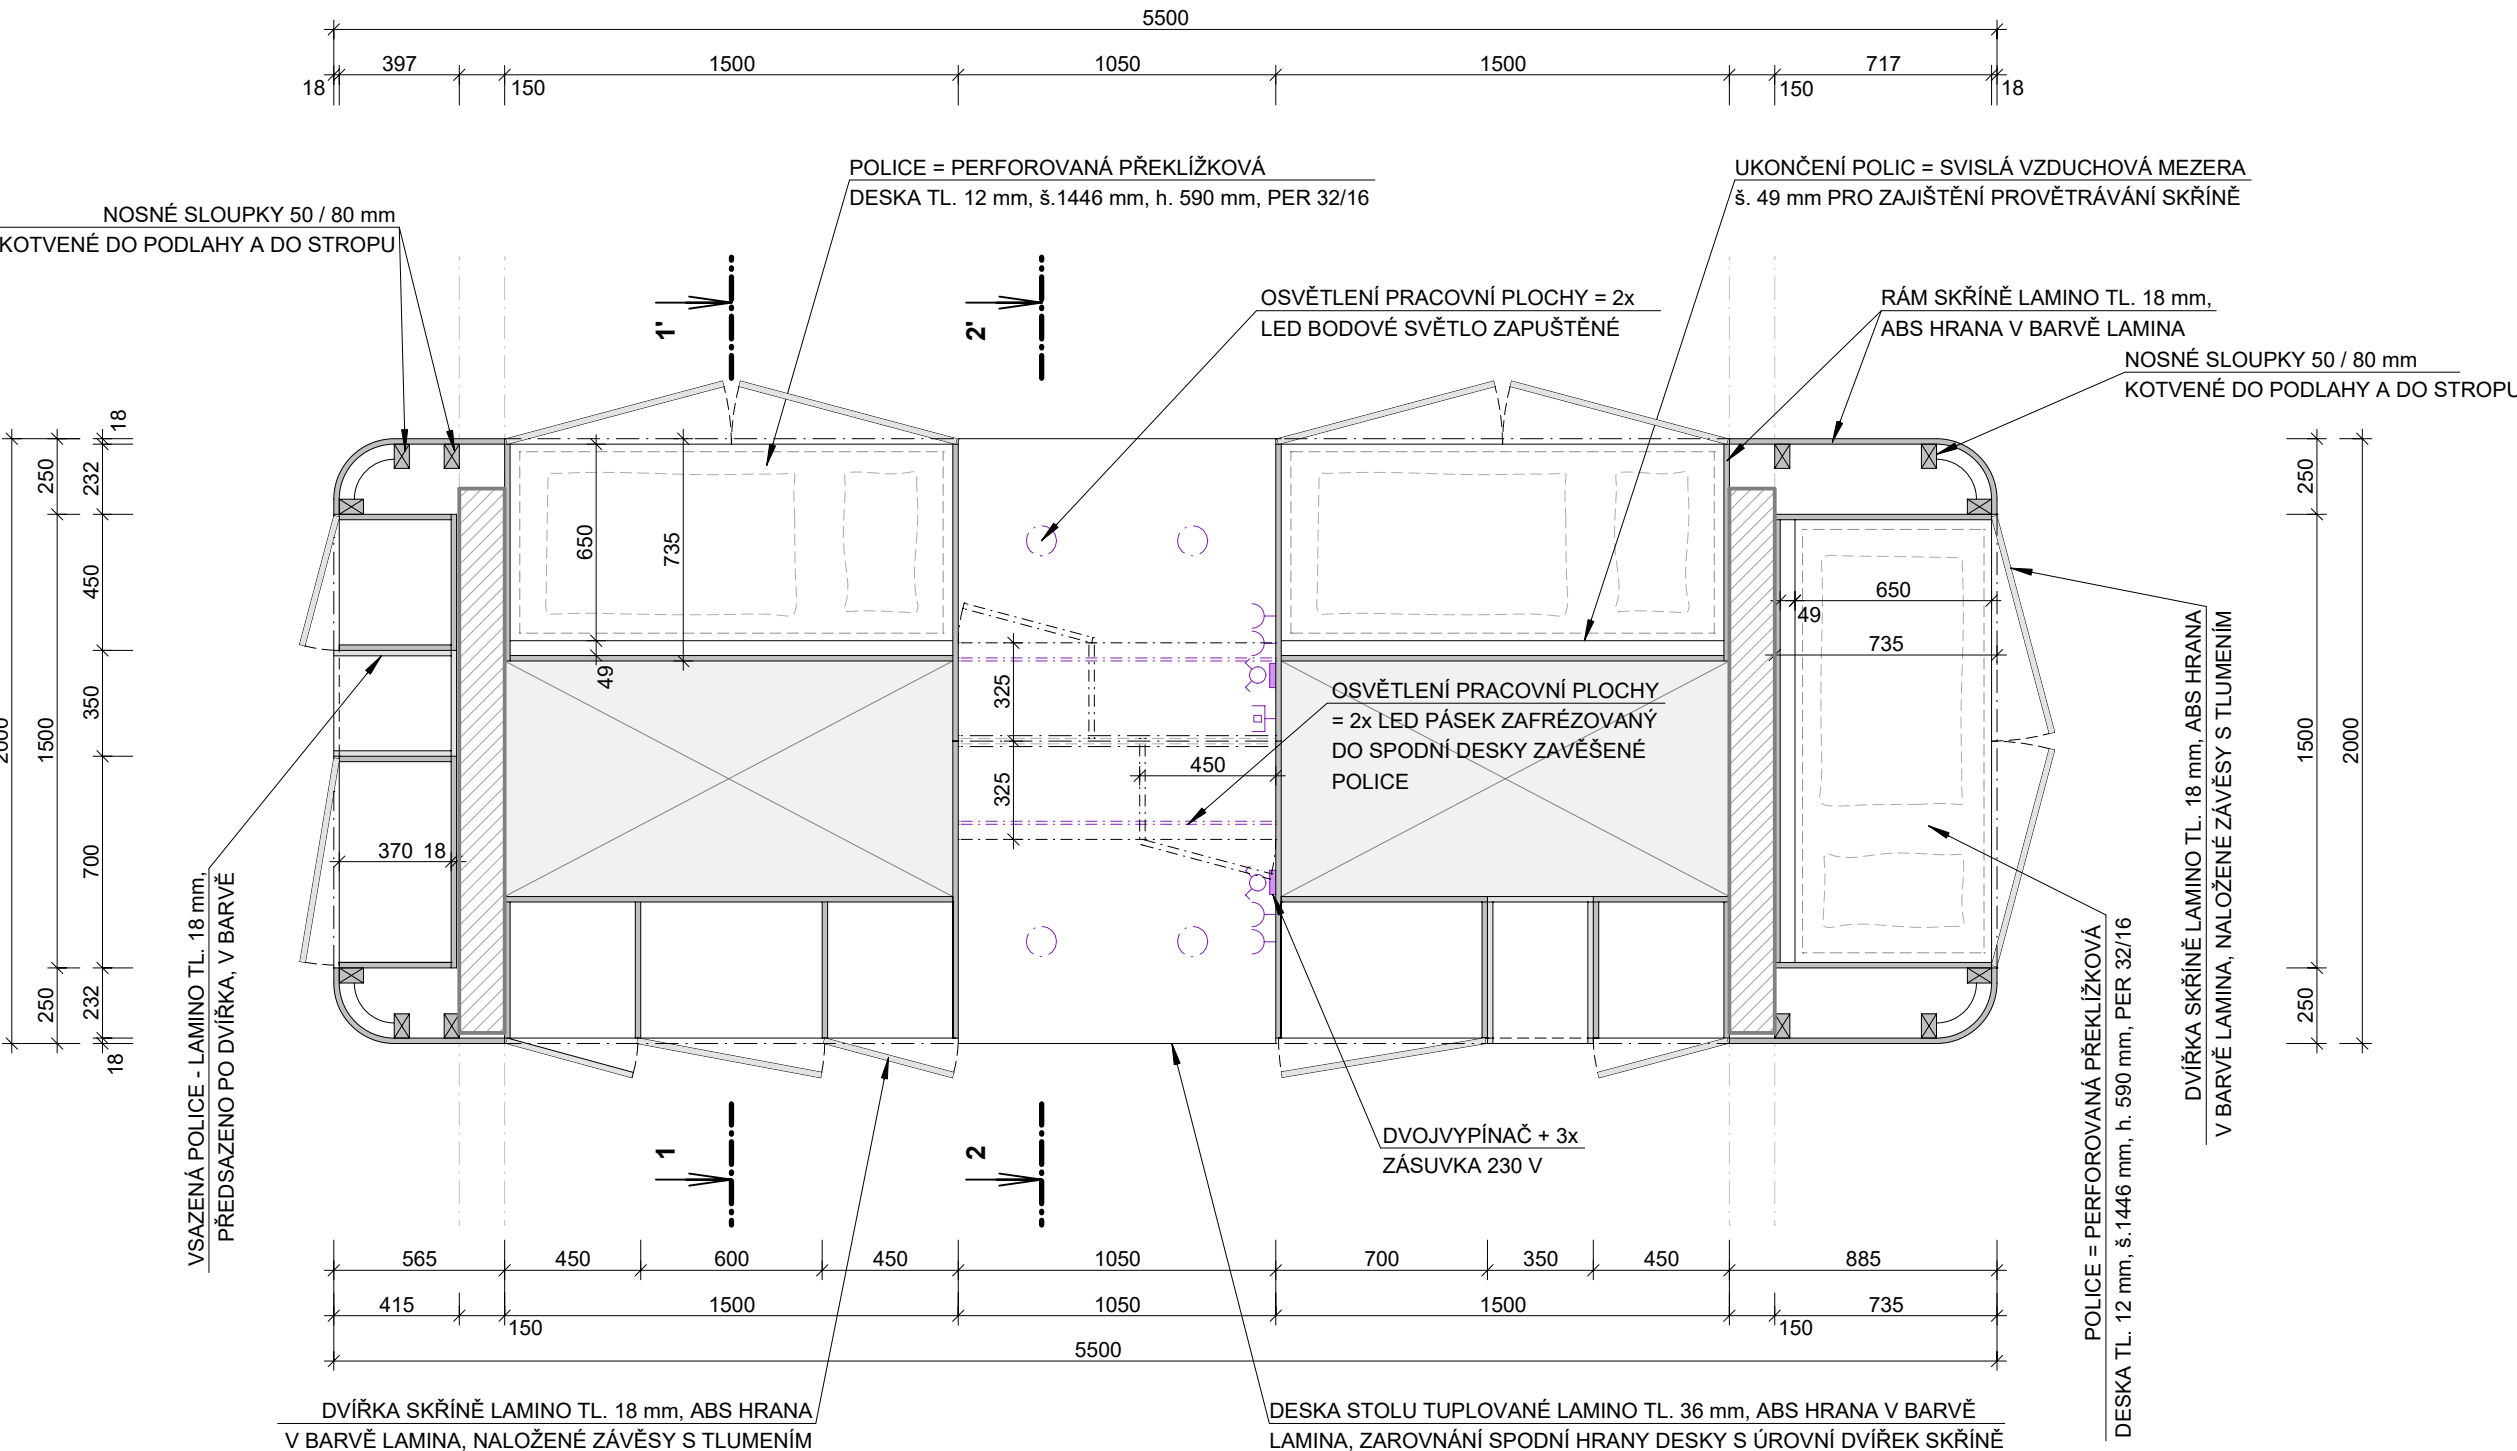 5500
397
1500
1050
1500
717
18
150
150
18
POLICE = PERFOROVANÁ PŘEKLÍŽKOVÁ
DESKA TL. 12 mm, š.1446 mm, h. 590 mm, PER 32/16
UKONČENÍ POLIC = SVISLÁ VZDUCHOVÁ MEZERA
š. 49 mm PRO ZAJIŠTĚNÍ PROVĚTRÁVÁNÍ SKŘÍNĚ
NOSNÉ SLOUPKY 50 / 80 mm
KOTVENÉ DO PODLAHY A DO STROPU
OSVĚTLENÍ PRACOVNÍ PLOCHY = 2x
LED BODOVÉ SVĚTLO ZAPUŠTĚNÉ
RÁM SKŘÍNĚ LAMINO TL. 18 mm,
ABS HRANA V BARVĚ LAMINA
NOSNÉ SLOUPKY 50 / 80 mm
KOTVENÉ DO PODLAHY A DO STROPU
1'
2'
18
250
232
450
350
1500
2000
700
250
232
18
650
735
49
370
18
325
325
450
OSVĚTLENÍ PRACOVNÍ PLOCHY
= 2x LED PÁSEK ZAFRÉZOVANÝ
DO SPODNÍ DESKY ZAVĚŠENÉ
POLICE
650
49
735
250
1500
2000
250
DVÍŘKA SKŘÍNĚ LAMINO TL. 18 mm, ABS HRANA
V BARVĚ LAMINA, NALOŽENÉ ZÁVĚSY S TLUMENÍM
VSAZENÁ POLICE - LAMINO TL. 18 mm,
PŘEDSAZENO PO DVÍŘKA, V BARVĚ
POLICE = PERFOROVANÁ PŘEKLÍŽKOVÁ
DESKA TL. 12 mm, š.1446 mm, h. 590 mm, PER 32/16
DVOJVYPÍNAČ + 3x
ZÁSUVKA 230 V
1
2
565
450
600
450
1050
700
350
450
885
415
1500
1050
1500
735
150
150
5500
DVÍŘKA SKŘÍNĚ LAMINO TL. 18 mm, ABS HRANA
V BARVĚ LAMINA, NALOŽENÉ ZÁVĚSY S TLUMENÍM
DESKA STOLU TUPLOVANÉ LAMINO TL. 36 mm, ABS HRANA V BARVĚ
LAMINA, ZAROVNÁNÍ SPODNÍ HRANY DESKY S ÚROVNÍ DVÍŘEK SKŘÍNĚ